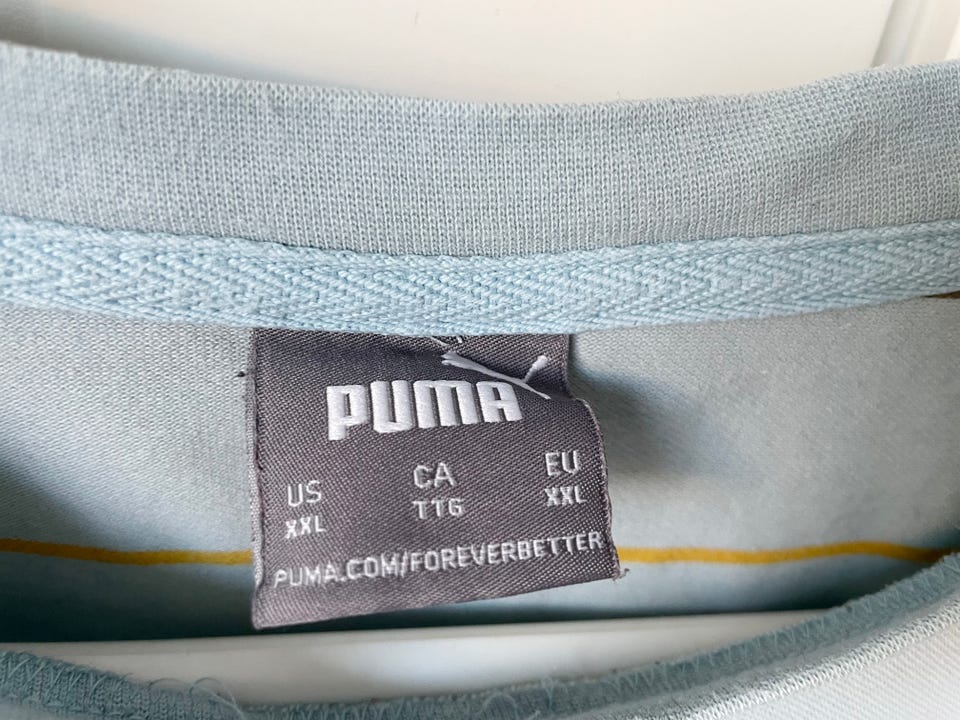 PUMA
US CA EU
XXL TTG XXL
PUMA.COM/FOREVERBETTER